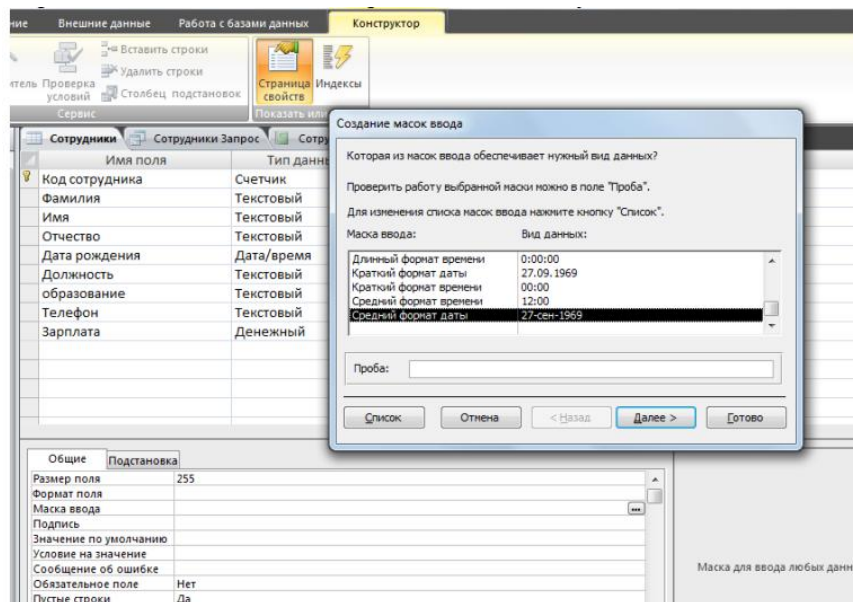 ние Внешние данные Работа с базами данных Конструктор
Вставить строки
Удалить строки
итель Проверка условий Столбец подстановок Страница свойств Индексы
Сервис Показать или
Сотрудники Сотрудники Запрос Сотру
Имя поля Тип данн
Код сотрудника Счетчик
Фамилия Текстовый
Имя Текстовый
Отчество Текстовый
Дата рождения Дата/время
Должность Текстовый
образование Текстовый
Телефон Текстовый
Зарплата Денежный
Создание масок ввода
Которая из масок ввода обеспечивает нужный вид данных?
Проверить работу выбранной маски можно в поле "Проба".
Для изменения списка масок ввода нажмите кнопку "Список".
Маска ввода: Вид данных:
Длинный формат времени 0:00:00
Краткий формат даты 27.09.1969
Краткий формат времени 00:00
Средний формат времени 12:00
Средний формат даты 27-сен-1969
Проба:
Список Отмена < Назад Далее > Готово
Общие Подстановка
Размер поля 255
Формат поля
Маска ввода
Подпись
Значение по умолчанию
Условие на значение
Сообщение об ошибке
Обязательное поле Нет
Пустые строки Да
Маска для ввода любых данн